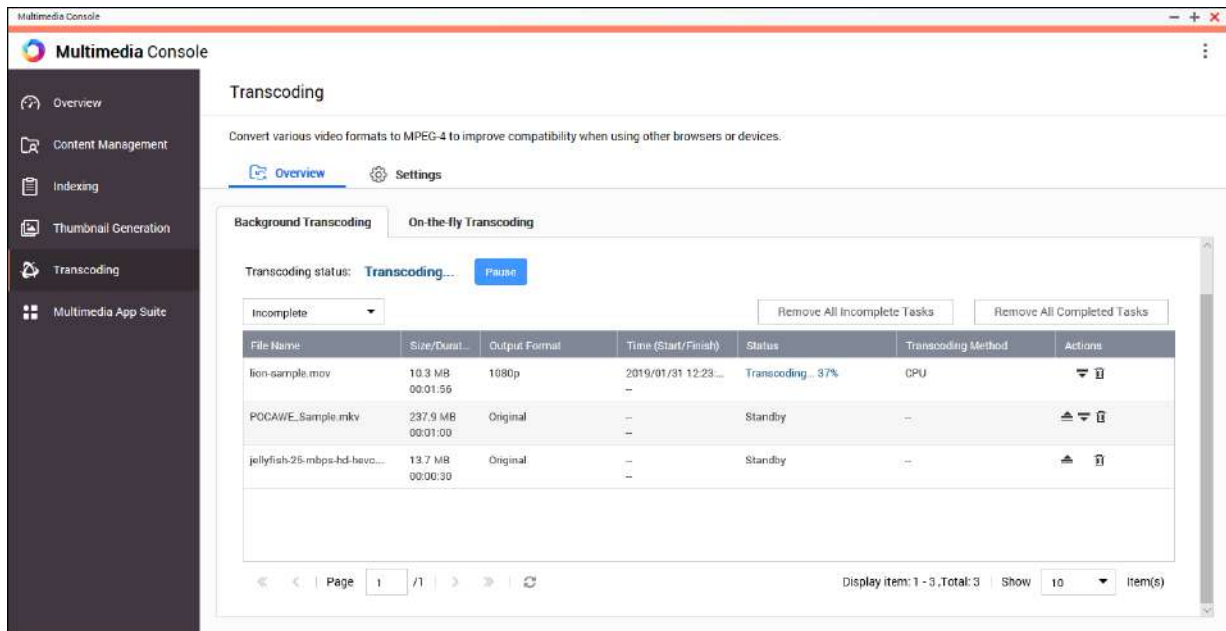 Multimedia Console
Multimedia Console
Overview
Content Management
Indexing
Thumbnail Generation
Transcoding
Multimedia App Suite
Transcoding
Convert various video formats to MPEG-4 to improve compatibility when using other browsers or devices.
Overview Settings
Background Transcoding On-the-fly Transcoding
Transcoding status: Transcoding... Pause
Incomplete Remove All Incomplete Tasks Remove All Completed Tasks
File Name Size/Durat... Output Format Time (Start/Finish) Status Transcoding Method Actions
lion-sample.mov 10.3 MB 1080p 2019/01/31 12:23:... Transcoding... 37% CPU
00:01:56 --
POCAWE_Sample.mkv 237.9 MB Original -- Standby --
00:01:00 --
jellyfish-25-mbps-hd-hevc... 13.7 MB Original -- Standby --
00:00:30 --
Page 1 /1 Display item: 1 - 3 ,Total: 3 Show 10 Item(s)